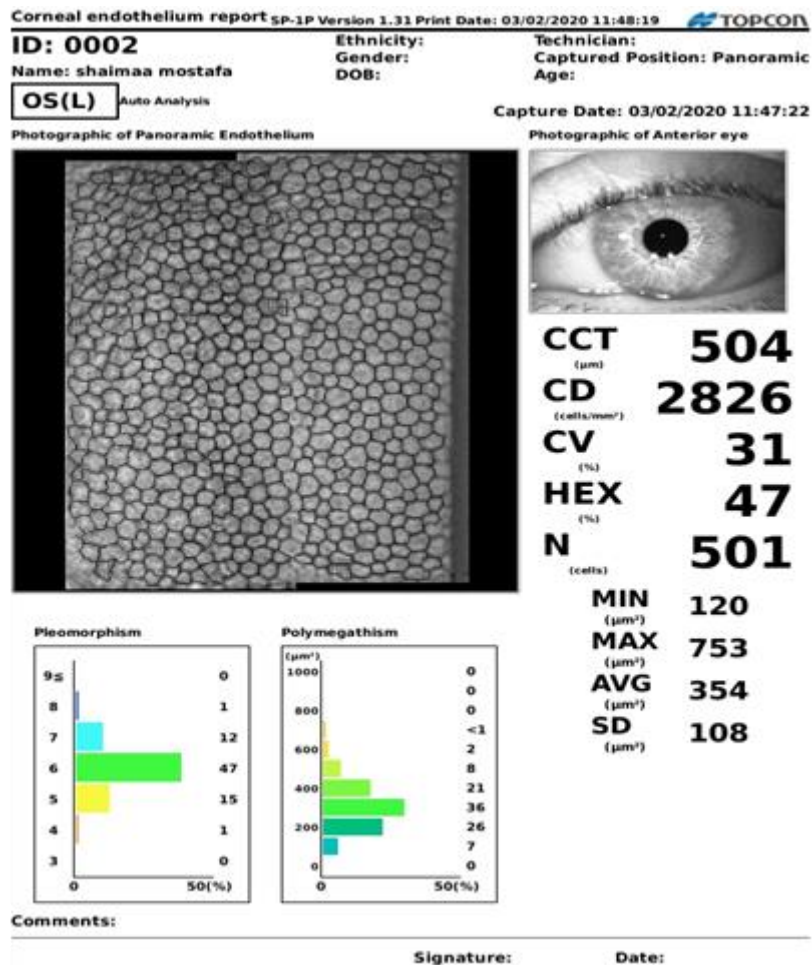 Corneal endothelium report SP-1P Version 1.31 Print Date: 03/02/2020 11:48:19 TOPCON
ID: 0002 Ethnicity: Technician:
Name: shaimaa mostafa Gender: Captured Position: Panoramic
DOB: Age:
OS(L) Auto Analysis
Capture Date: 03/02/2020 11:47:22
Photographic of Panoramic Endothelium Photographic of Anterior eye
CCT (μm) 504
CD (cells/mm²) 2826
CV (%) 31
HEX (%) 47
N (cells) 501
MIN (μm²) 120
MAX (μm²) 753
AVG (μm²) 354
SD (μm²) 108
Pleomorphism
9≦ 0
8 1
7 12
6 47
5 15
4 1
3 0
0 50(%)
Polymegathism
(μm²)
1000 0
0
800 0
<1
600 2
8
400 21
36
200 26
7
0 0
0 50(%)
Comments:
Signature: Date: